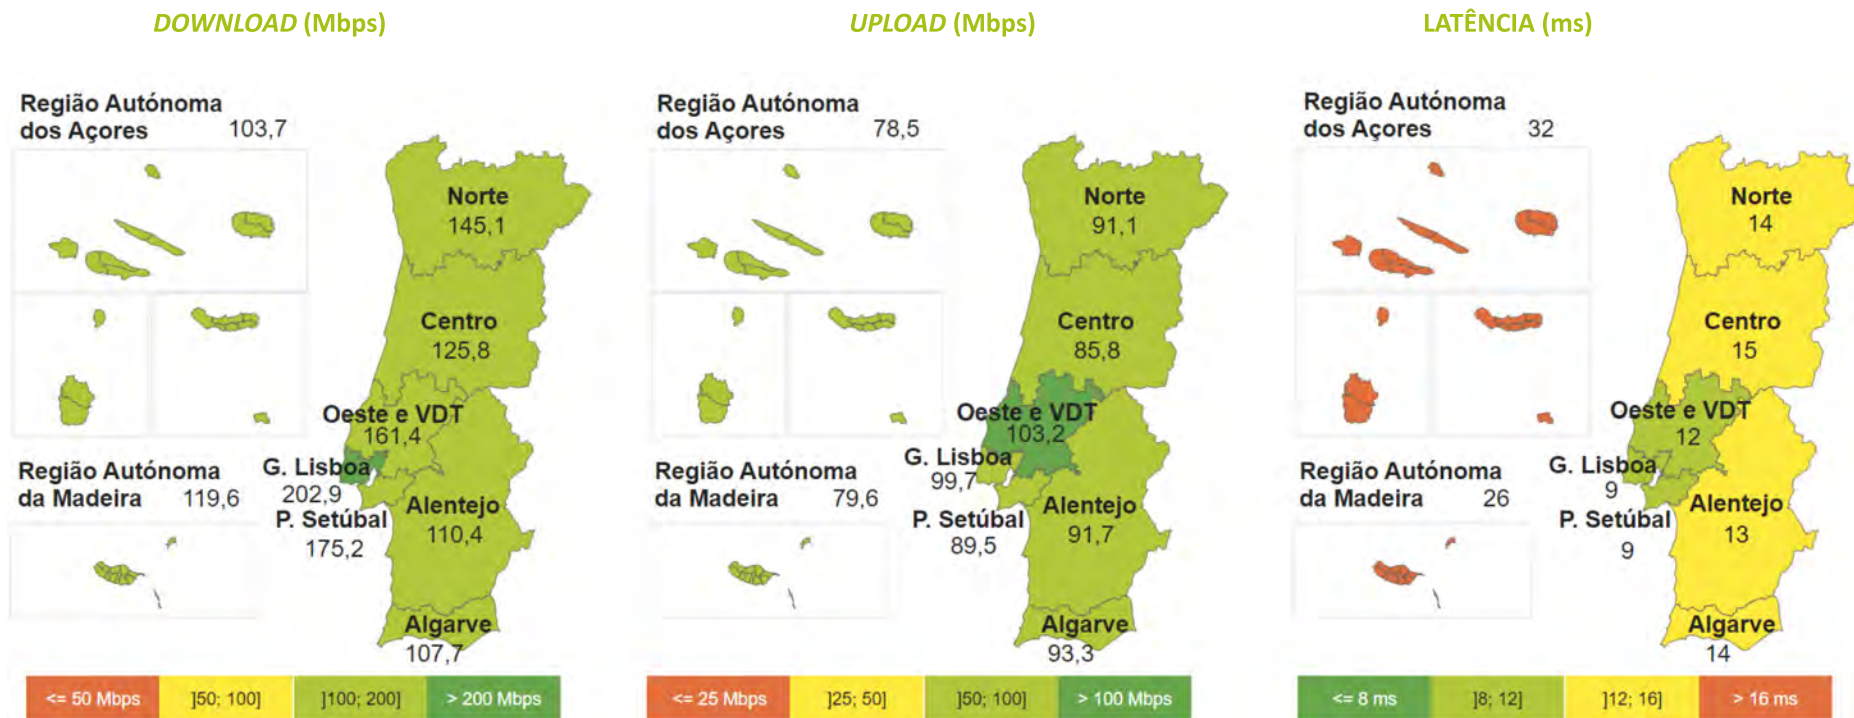 DOWNLOAD (Mbps)
Região Autónoma
dos Açores 103,7
Norte
145,1
Centro
125,8
Oeste e VDT
161,4
G. Lisboa
202,9
Região Autónoma
da Madeira 119,6
P. Setúbal
175,2
Alentejo
110,4
Algarve
107,7
<= 50 Mbps ]50; 100] ]100; 200] > 200 Mbps
UPLOAD (Mbps)
Região Autónoma
dos Açores 78,5
Norte
91,1
Centro
85,8
Oeste e VDT
103,2
G. Lisboa
99,7
Região Autónoma
da Madeira 79,6
P. Setúbal
89,5
Alentejo
91,7
Algarve
93,3
<= 25 Mbps ]25; 50] ]50; 100] > 100 Mbps
LATÊNCIA (ms)
Região Autónoma
dos Açores 32
Norte
14
Centro
15
Oeste e VDT
12
G. Lisboa
9
Região Autónoma
da Madeira 26
P. Setúbal
9
Alentejo
13
Algarve
14
<= 8 ms ]8; 12] ]12; 16] > 16 ms